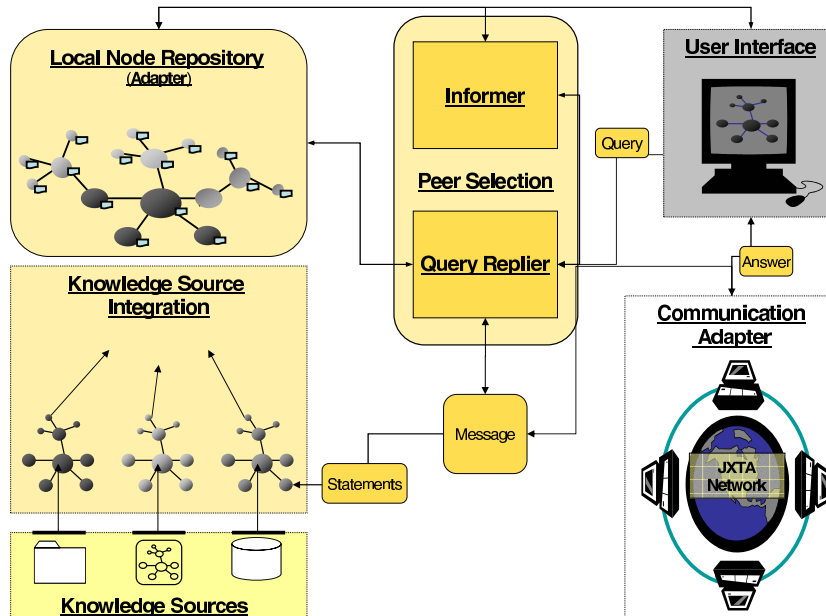 Local Node Repository
(Adapter)
Informer
Peer Selection
Query Replier
User Interface
Query
Answer
Knowledge Source
Integration
Communication
Adapter
Message
Statements
JXTA
Network
Knowledge Sources